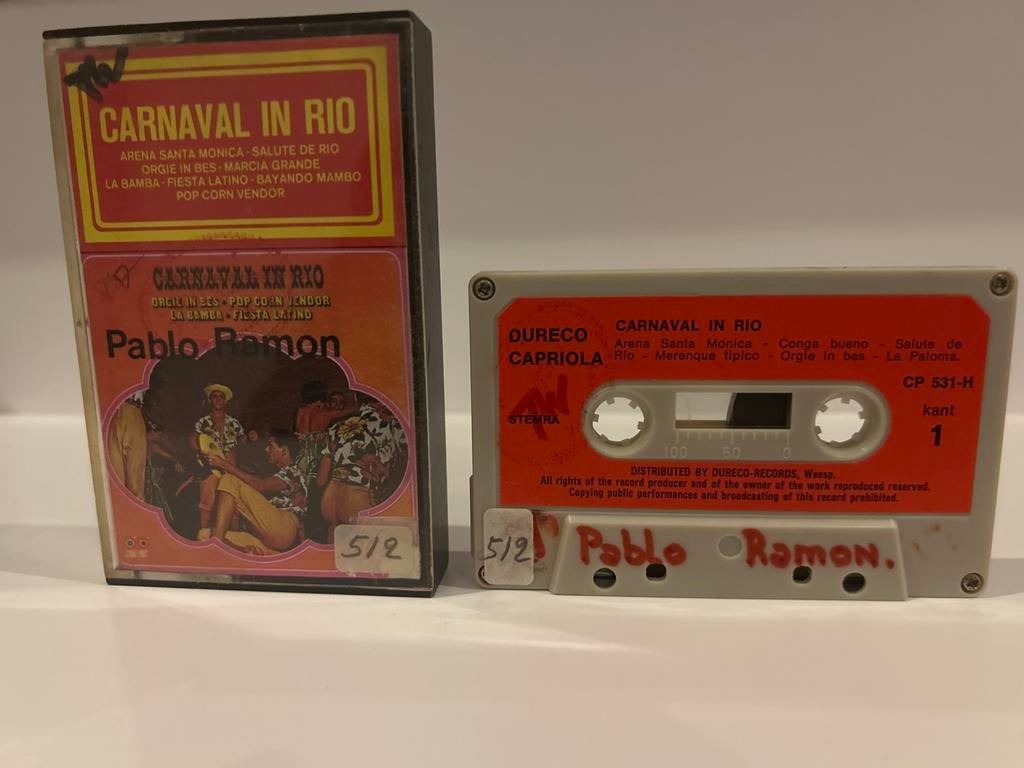 CARNAVAL IN RIO
ARENA SANTA MONICA - SALUTE DE RIO
ORGIE IN BES - MARCIA GRANDE
LA BAMBA - FIESTA LATINO - BAYANDO MAMBO
POP CORN VENDOR
CARNAVAL IN RIO
ORGIE IN BES • POP CORN VENDOR
LA BAMBA • FIESTA LATINO
Pablo Ramon
512
DURECO
CAPRIOLA
CARNAVAL IN RIO
Arena Santa Monica – Conga bueno – Salute de
Rio – Merenque tipico – Orgie in bes – La Paloma.
CP 531-H
STEMRA
kant
1
100 50 0
DISTRIBUTED BY DURECO-RECORDS, Weesp.
All rights of the record producer and of the owner of the work reproduced reserved.
Copying public performances and broadcasting of this record prohibited.
512
Pablo Ramon.